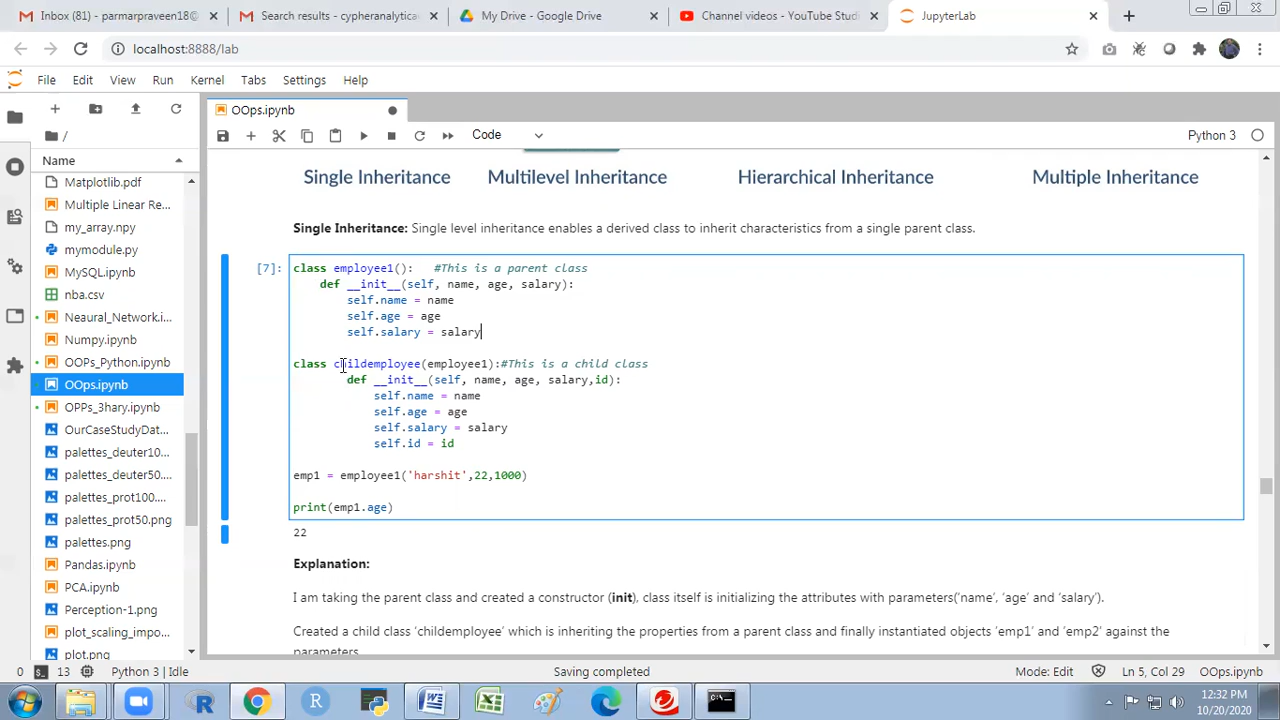 Inbox (81) - parmarpraveen18@
Search results - cypheranalytica
My Drive - Google Drive
Channel videos - YouTube Studi
JupyterLab
localhost:8888/lab
File Edit View Run Kernel Tabs Settings Help
OOps.ipynb
/
Code
Python 3
Name
Matplotlib.pdf
Multiple Linear Re...
my_array.npy
mymodule.py
MySQL.ipynb
nba.csv
Neaural_Network.i...
Numpy.ipynb
OOPs_Python.ipynb
OOps.ipynb
OPPs_3hary.ipynb
OurCaseStudyDat...
palettes_deuter10...
palettes_deuter50...
palettes_prot100....
palettes_prot50.png
palettes.png
Pandas.ipynb
PCA.ipynb
Perception-1.png
plot_scaling_impo...
plot.png
Single Inheritance Multilevel Inheritance Hierarchical Inheritance Multiple Inheritance
Single Inheritance: Single level inheritance enables a derived class to inherit characteristics from a single parent class.
[7]:
class employee1(): #This is a parent class
def __init__(self, name, age, salary):
self.name = name
self.age = age
self.salary = salary
class childemployee(employee1):#This is a child class
def __init__(self, name, age, salary,id):
self.name = name
self.age = age
self.salary = salary
self.id = id
emp1 = employee1('harshit',22,1000)
print(emp1.age)
22
Explanation:
I am taking the parent class and created a constructor (init), class itself is initializing the attributes with parameters('name', 'age' and 'salary').
Created a child class 'childemployee' which is inheriting the properties from a parent class and finally instantiated objects 'emp1' and 'emp2' against the
parameters.
0 13 Python 3 | Idle Saving completed Mode: Edit Ln 5, Col 29 OOps.ipynb
12:32 PM
10/20/2020